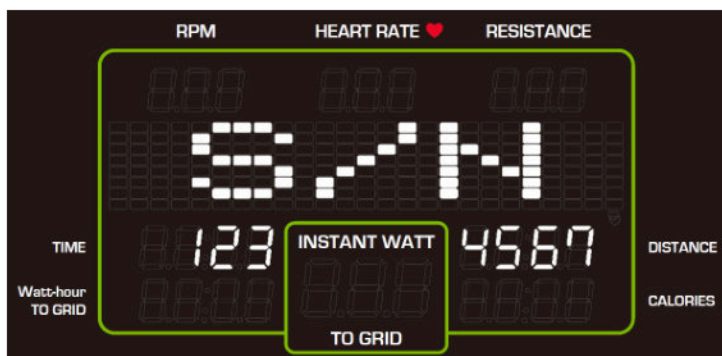 RPM HEART RATE RESISTANCE
S/N
TIME 123 INSTANT WATT 4567 DISTANCE
Watt-hour
TO GRID CALORIES
TO GRID